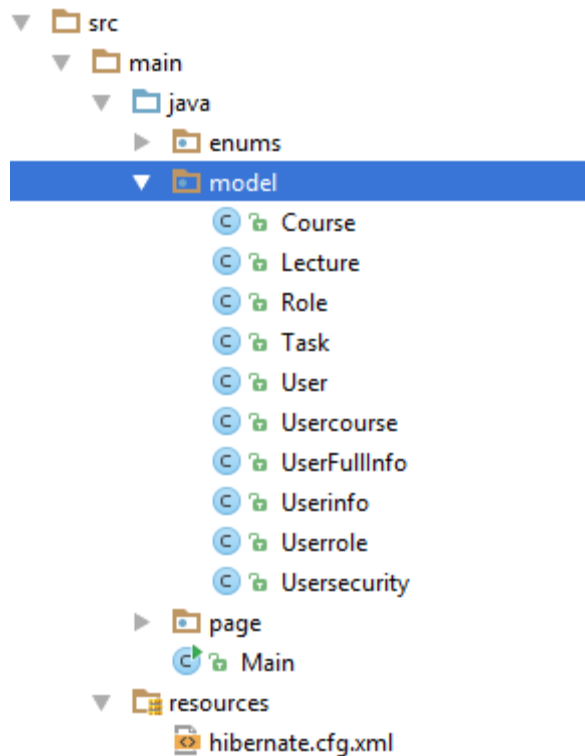 src
main
java
enums
model
Course
Lecture
Role
Task
User
Usercourse
UserFullInfo
Userinfo
Userrole
Usersecurity
page
Main
resources
hibernate.cfg.xml